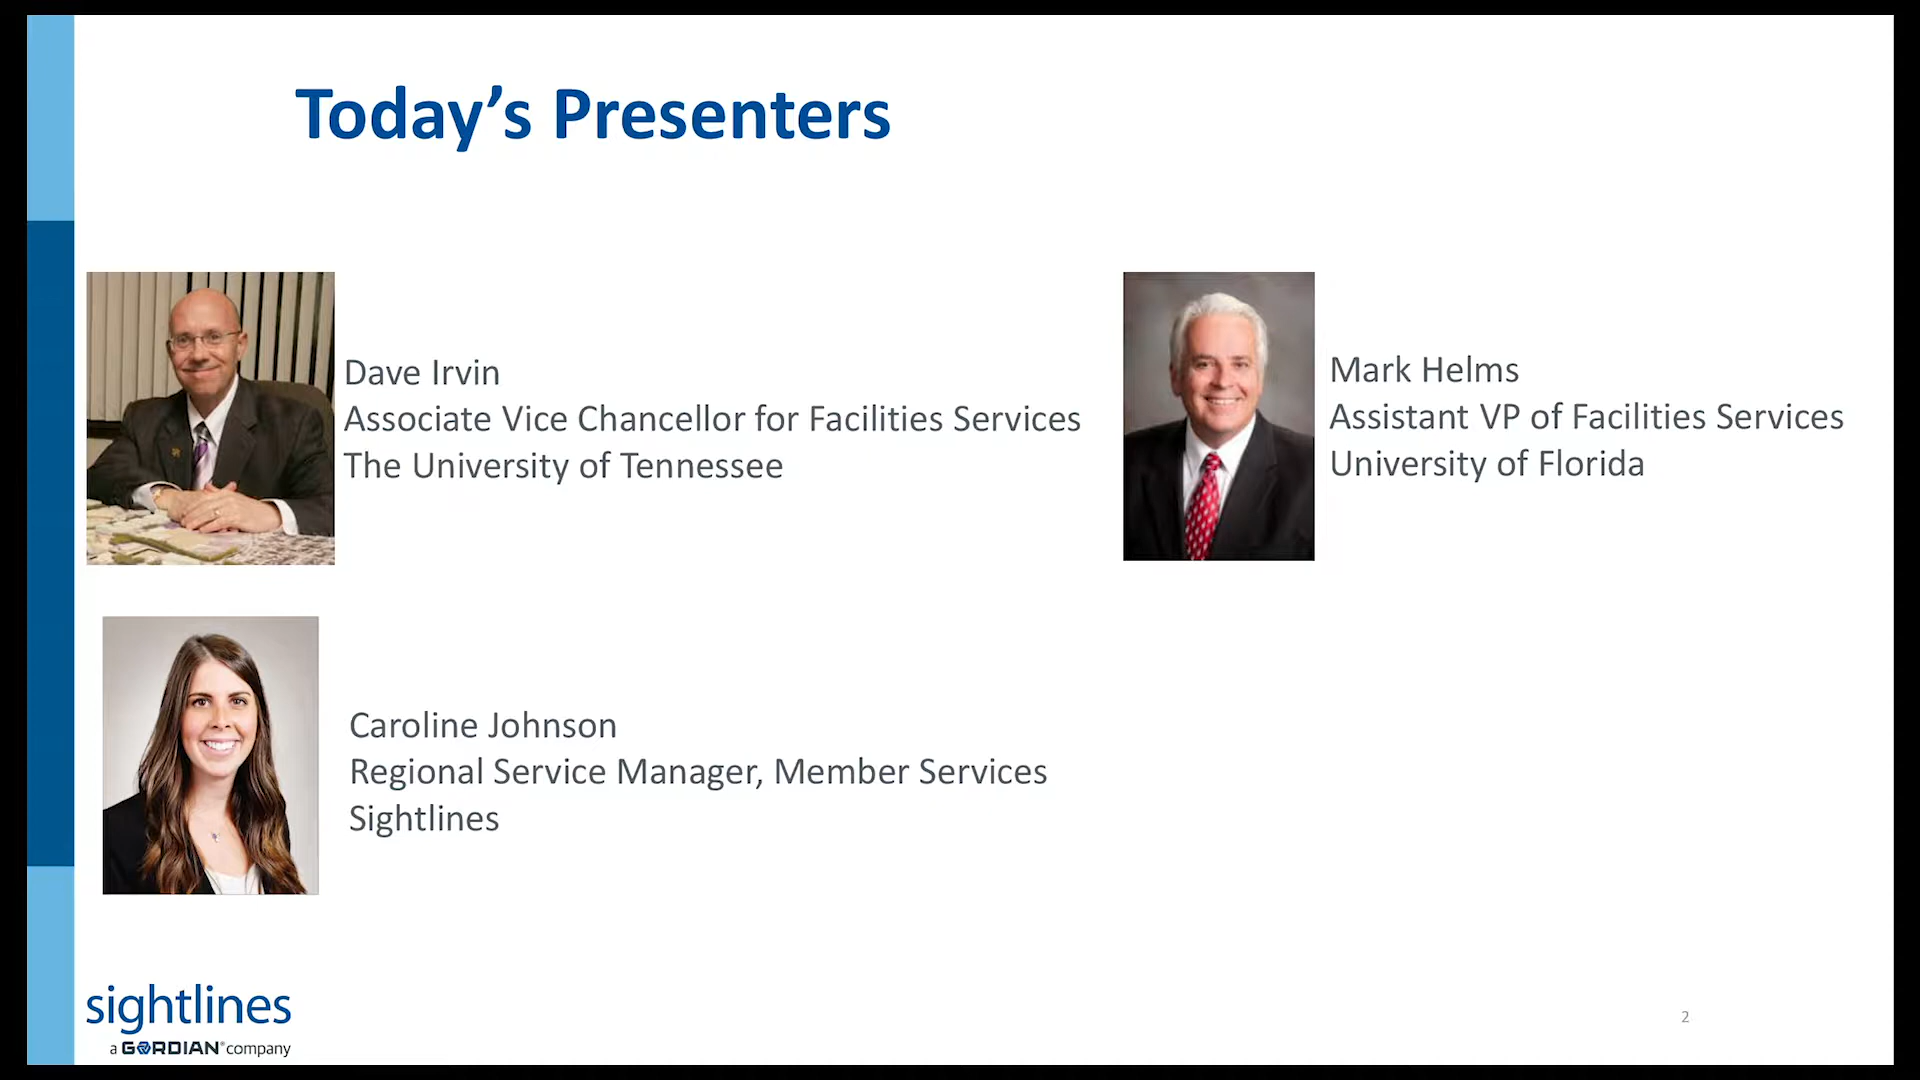 Today’s Presenters
Dave Irvin
Associate Vice Chancellor for Facilities Services
The University of Tennessee
Mark Helms
Assistant VP of Facilities Services
University of Florida
Caroline Johnson
Regional Service Manager, Member Services
Sightlines
sightlines
a GORDIAN® company
2